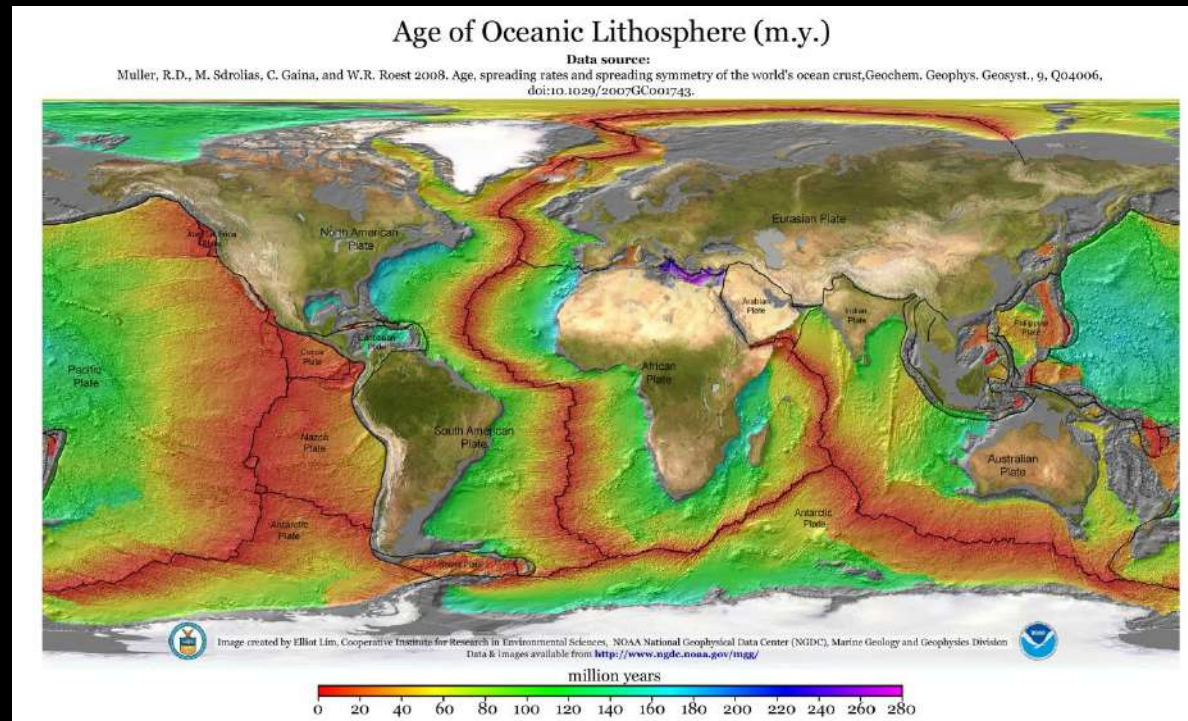 Age of Oceanic Lithosphere (m.y.)
Data source:
Muller, R.D., M. Sdrolias, C. Gaina, and W.R. Roest 2008. Age, spreading rates and spreading symmetry of the world's ocean crust,Geochem. Geophys. Geosyst., 9, Q04006,
doi:10.1029/2007GC001743.
Eurasian Plate
North American
Plate
Arabian
Plate
Indian
Plate
Philippine
Plate
Caribbean
Plate
Cocos
Plate
Pacific
Plate
African
Plate
Nazca
Plate
South American
Plate
Australian
Plate
Antarctic
Plate
Antarctic
Plate
Plate
Image created by Elliot Lim, Cooperative Institute for Research in Environmental Sciences, NOAA National Geophysical Data Center (NGDC), Marine Geology and Geophysics Division
Data & images available from http://www.ngdc.noaa.gov/mgg/
million years
0 20 40 60 80 100 120 140 160 180 200 220 240 260 280